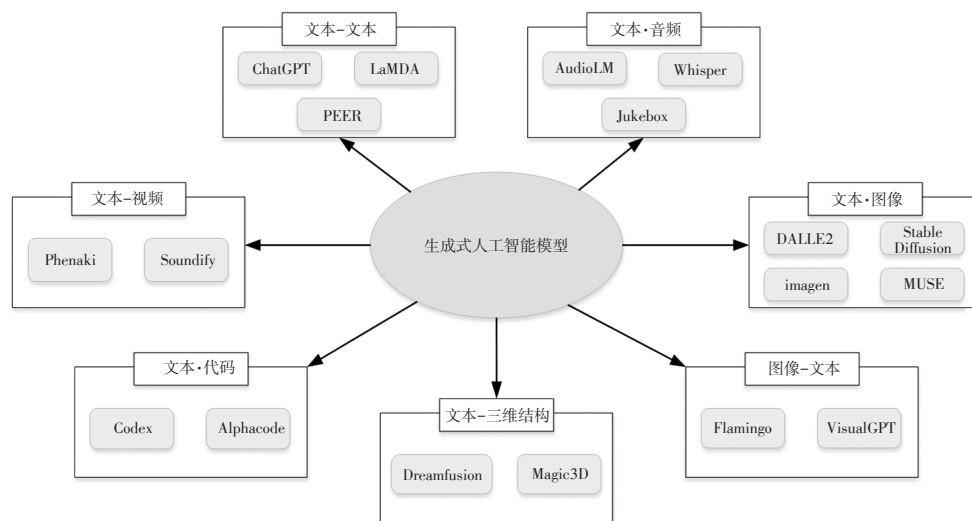 文本-文本
ChatGPT
LaMDA
PEER
文本·音频
AudioLM
Whisper
Jukebox
文本-视频
Phenaki
Soundify
生成式人工智能模型
文本·图像
DALLE2
Stable
Diffusion
imagen
MUSE
文本·代码
Codex
Alphacode
文本-三维结构
Dreamfusion
Magic3D
图像-文本
Flamingo
VisualGPT